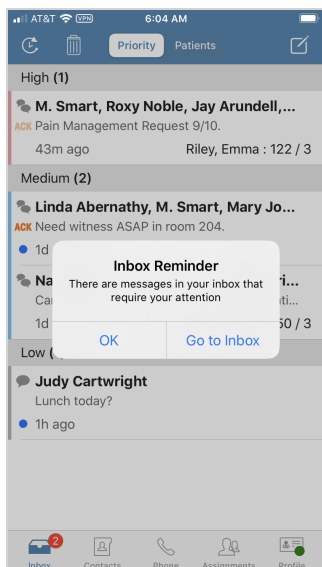 AT&T VPN 6:04 AM
Priority Patients
High (1)
M. Smart, Roxy Noble, Jay Arundell,...
ACK Pain Management Request 9/10.
43m ago Riley, Emma : 122 / 3
Medium (2)
Linda Abernathy, M. Smart, Mary Jo...
ACK Need witness ASAP in room 204.
1d
Inbox Reminder
There are messages in your inbox that
require your attention
OK Go to Inbox
1d 50 / 3
Low
Judy Cartwright
Lunch today?
1h ago
2
Inbox Contacts Phone Assignments Profile